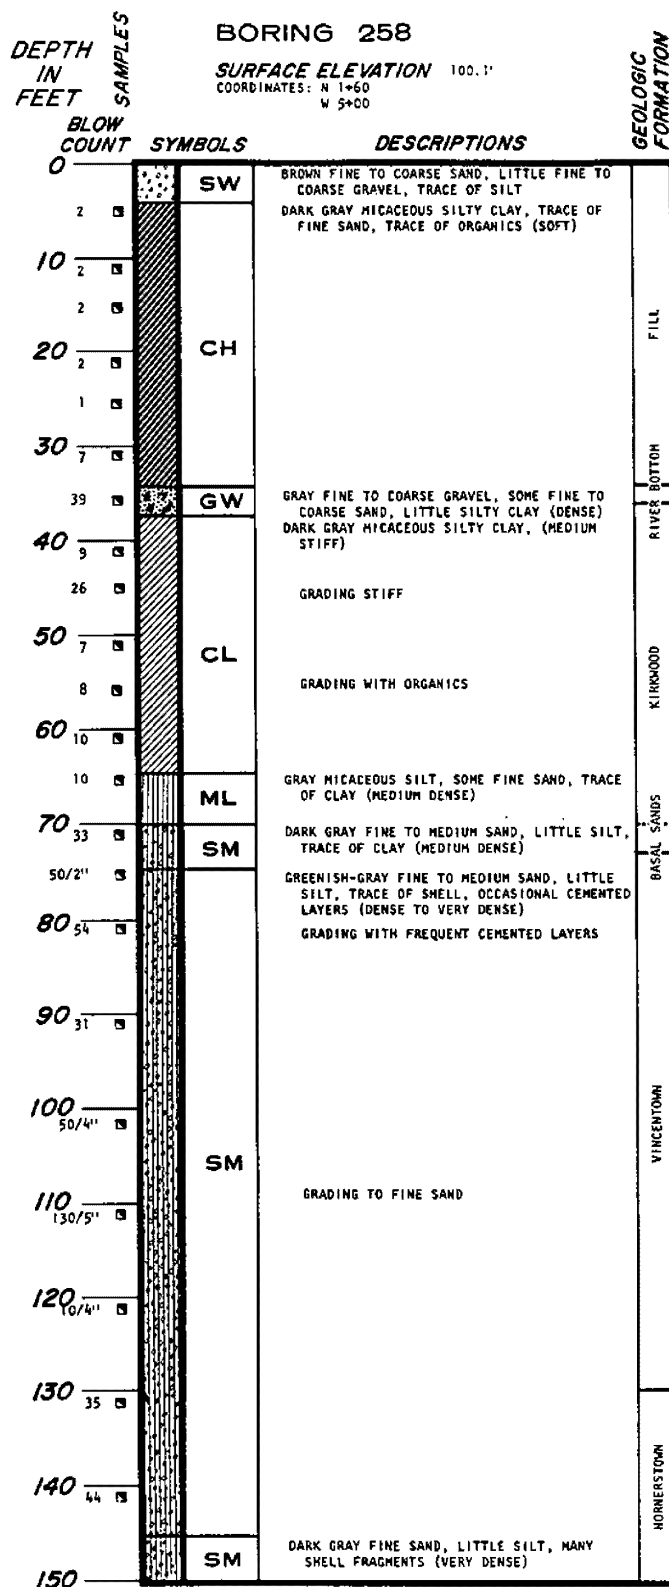 BORING 258
DEPTH
IN
FEET
SAMPLES
SURFACE ELEVATION 100.1'
COORDINATES: N 1+60
W 5+00
GEOLOGIC
FORMATION
BLOW
COUNT
SYMBOLS
DESCRIPTIONS
0
SW
BROWN FINE TO COARSE SAND, LITTLE FINE TO
COARSE GRAVEL, TRACE OF SILT
2
DARK GRAY MICACEOUS SILTY CLAY, TRACE OF
FINE SAND, TRACE OF ORGANICS (SOFT)
10
2
2
FILL
CH
20
2
1
30
7
RIVER BOTTOM
39
GW
GRAY FINE TO COARSE GRAVEL, SOME FINE TO
COARSE SAND, LITTLE SILTY CLAY (DENSE)
DARK GRAY MICACEOUS SILTY CLAY, (MEDIUM
STIFF)
40
9
26
GRADING STIFF
50
7
CL
8
GRADING WITH ORGANICS
KIRKWOOD
60
10
10
GRAY MICACEOUS SILT, SOME FINE SAND, TRACE
OF CLAY (MEDIUM DENSE)
ML
70
33
SM
DARK GRAY FINE TO MEDIUM SAND, LITTLE SILT,
TRACE OF CLAY (MEDIUM DENSE)
BASAL SANDS
50/2"
GREENISH-GRAY FINE TO MEDIUM SAND, LITTLE
SILT, TRACE OF SHELL, OCCASIONAL CEMENTED
LAYERS (DENSE TO VERY DENSE)
80
54
GRADING WITH FREQUENT CEMENTED LAYERS
90
31
100
50/4"
SM
VINCENTOWN
110
130/5"
GRADING TO FINE SAND
120
10/4"
130
35
140
44
HORNERSTOWN
SM
DARK GRAY FINE SAND, LITTLE SILT, MANY
SHELL FRAGMENTS (VERY DENSE)
150